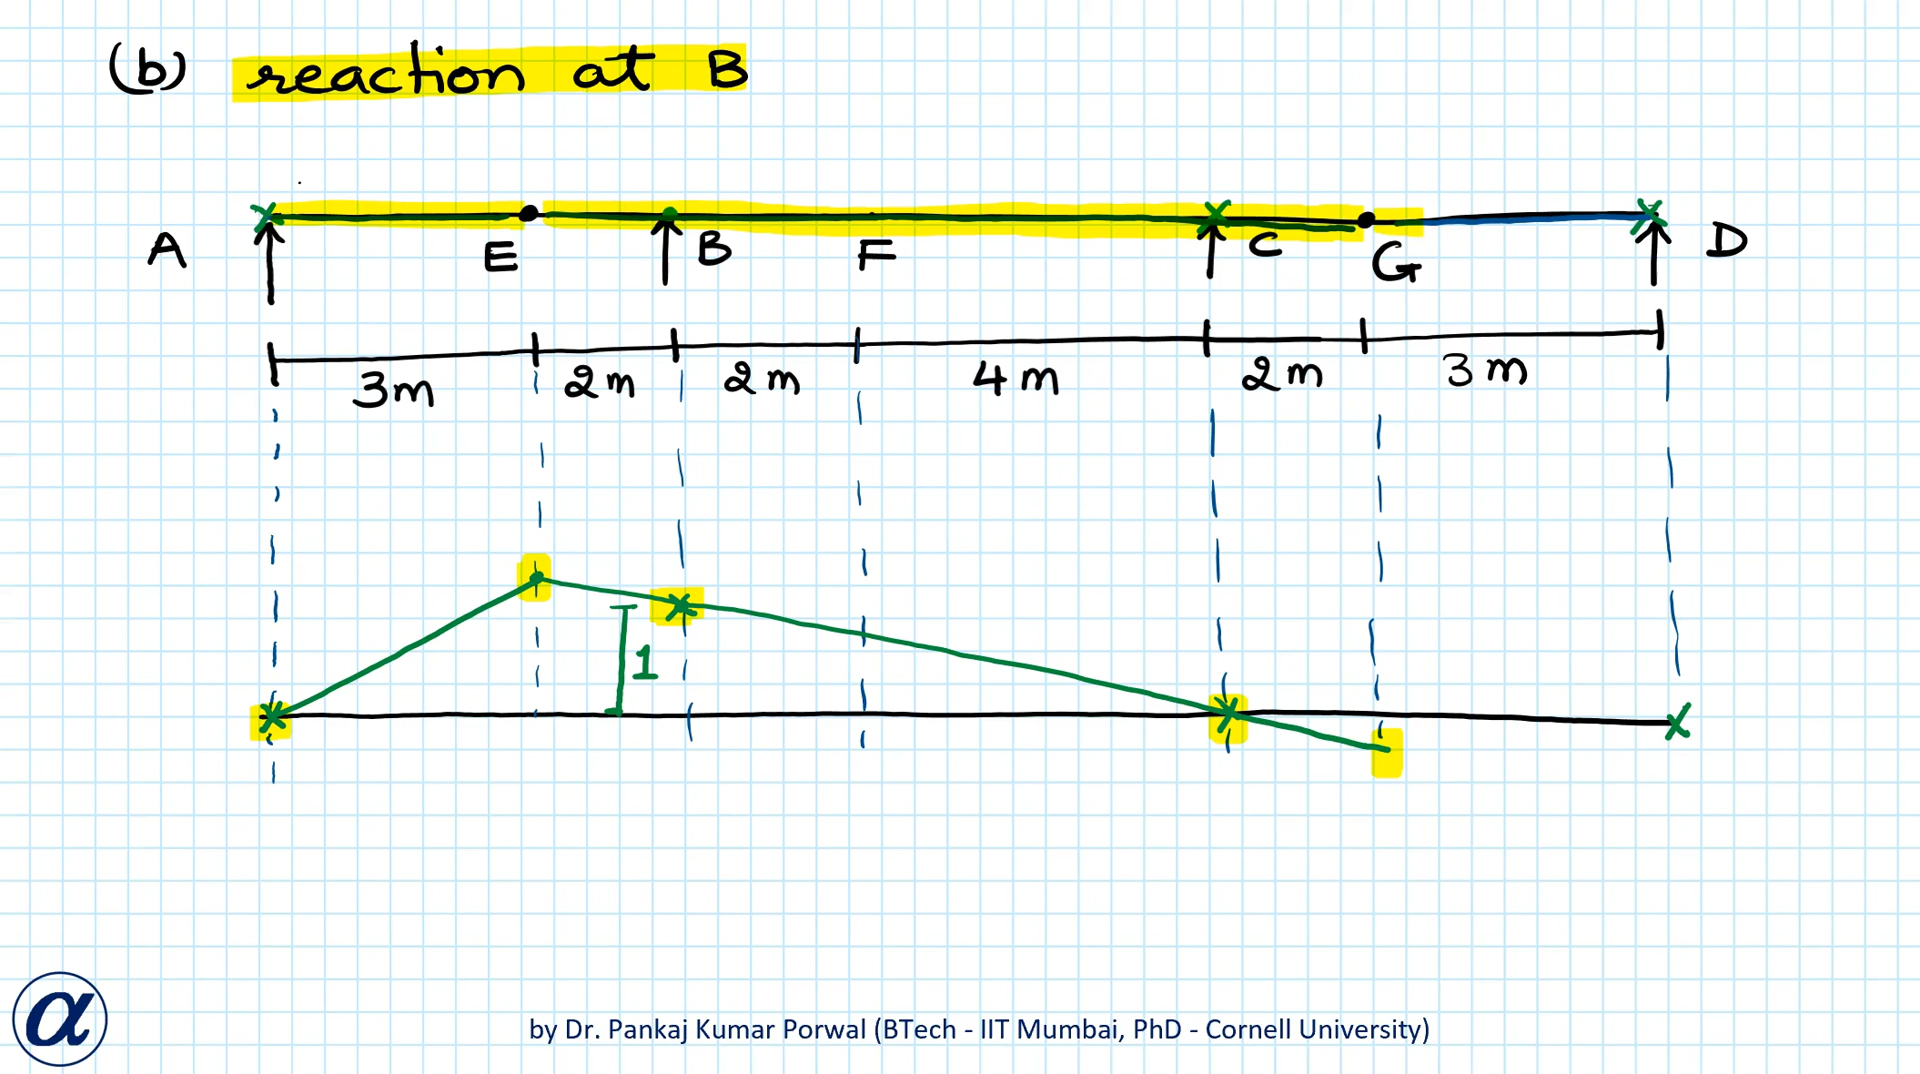 (b) reaction at B
A E B F C G D
3m 2m 2m 4m 2m 3m
1
α
by Dr. Pankaj Kumar Porwal (BTech - IIT Mumbai, PhD - Cornell University)